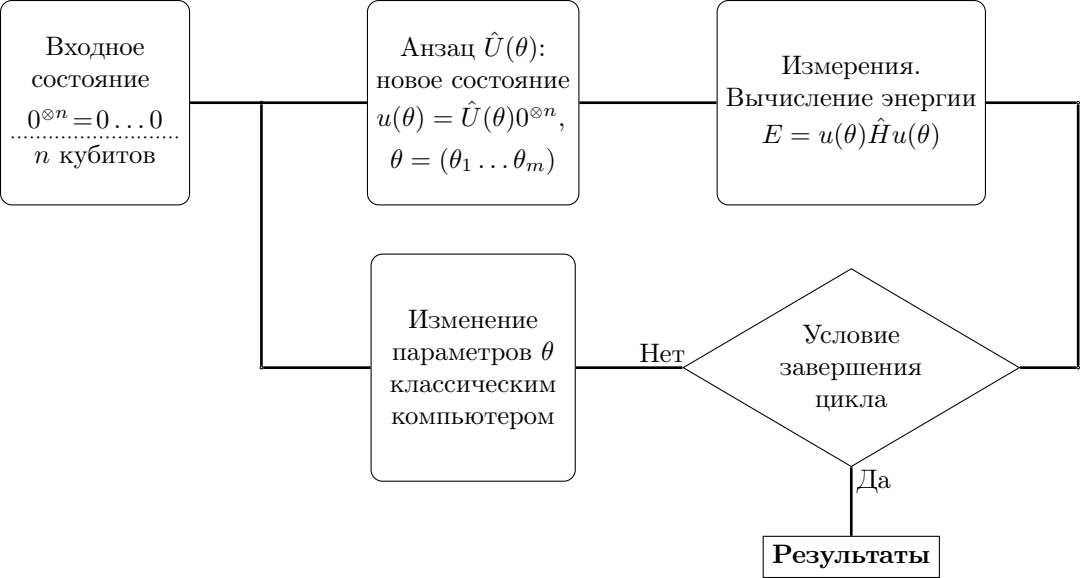 Входное
состояние
0^{⊗n}=0…0
n кубитов
Анзац Û(θ):
новое состояние
u(θ) = Û(θ)0^{⊗n},
θ = (θ₁…θₘ)
Измерения.
Вычисление энергии
E = u(θ)Ĥu(θ)
Изменение
параметров θ
классическим
компьютером
Нет
Условие
завершения
цикла
Да
Результаты